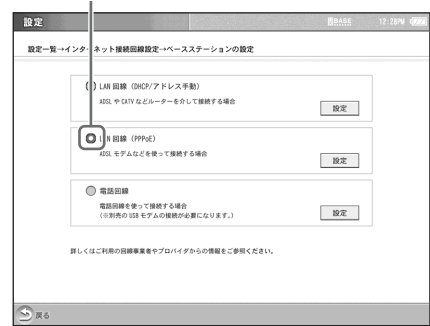 設定
BASE 12:26PM
設定一覧→インターネット接続回線設定→ベースステーションの設定
LAN 回線 (DHCP/アドレス手動)
ADSL や CATV などルーターを介して接続する場合
設定
LAN 回線 (PPPoE)
ADSL モデムなどを使って接続する場合
設定
電話回線
電話回線を使って接続する場合
(※別売の USB モデムの接続が必要になります。)
設定
詳しくはご利用の回線事業者やプロバイダからの情報をご参照ください。
戻る